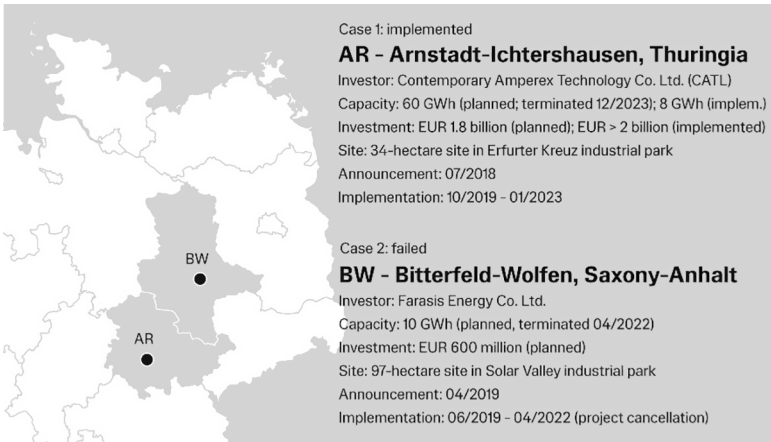 Case 1: implemented
AR – Arnstadt-Ichtershausen, Thuringia
Investor: Contemporary Amperex Technology Co. Ltd. (CATL)
Capacity: 60 GWh (planned; terminated 12/2023); 8 GWh (implem.)
Investment: EUR 1.8 billion (planned); EUR > 2 billion (implemented)
Site: 34-hectare site in Erfurter Kreuz industrial park
Announcement: 07/2018
Implementation: 10/2019 – 01/2023
Case 2: failed
BW – Bitterfeld-Wolfen, Saxony-Anhalt
Investor: Farasis Energy Co. Ltd.
Capacity: 10 GWh (planned, terminated 04/2022)
Investment: EUR 600 million (planned)
Site: 97-hectare site in Solar Valley industrial park
Announcement: 04/2019
Implementation: 06/2019 – 04/2022 (project cancellation)
BW
AR